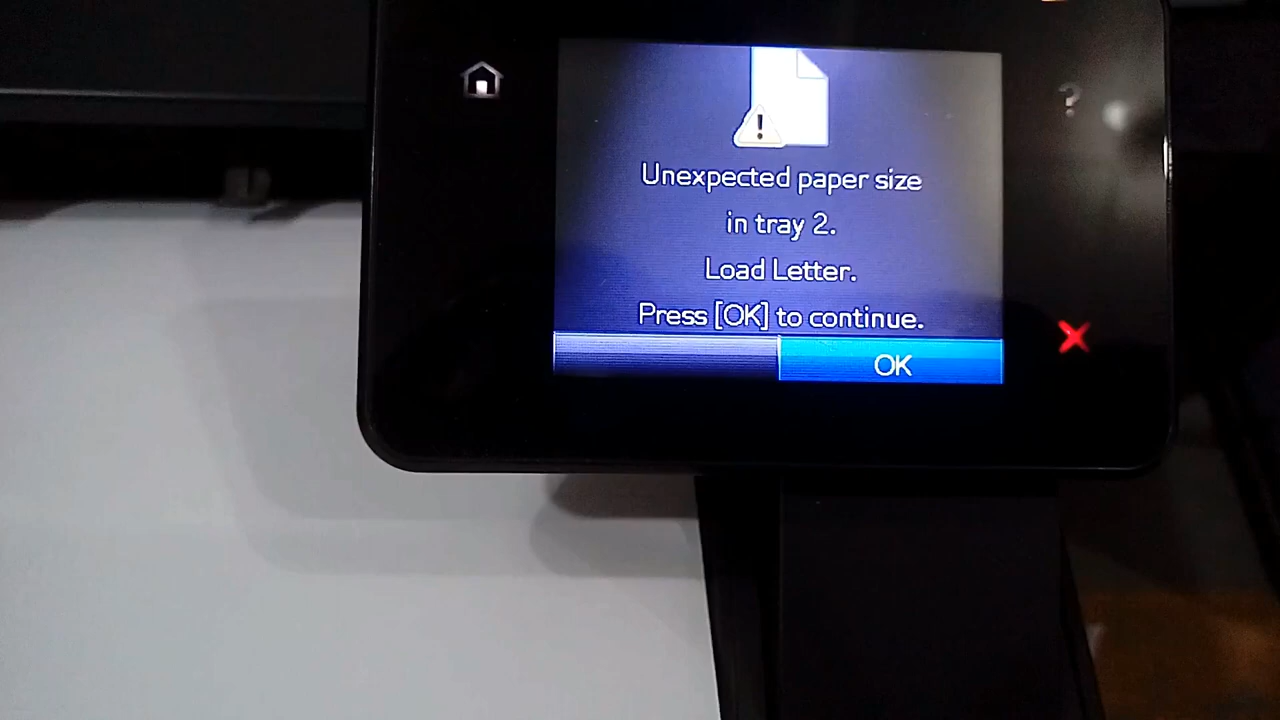 Unexpected paper size
in tray 2.
Load Letter.
Press [OK] to continue.
OK